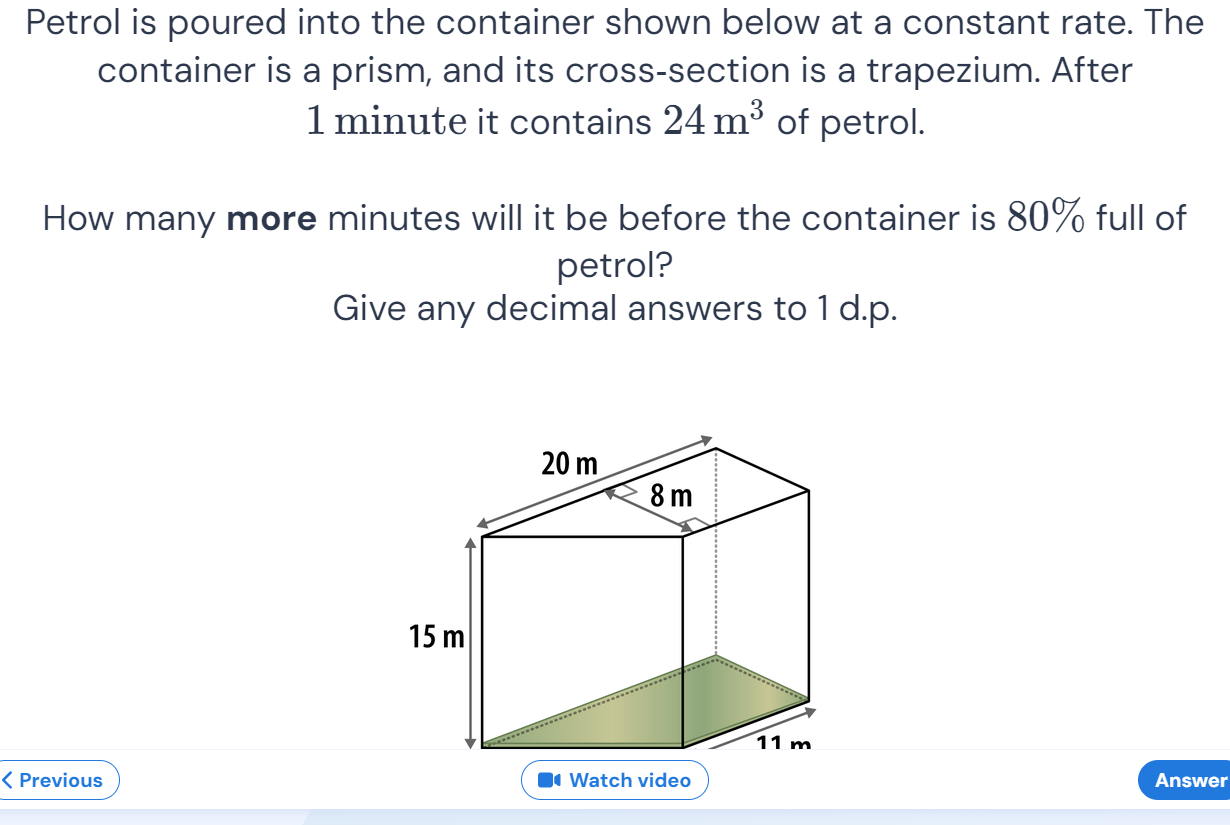 Petrol is poured into the container shown below at a constant rate. The
container is a prism, and its cross-section is a trapezium. After
1 minute it contains 24 m³ of petrol.
How many more minutes will it be before the container is 80% full of
petrol?
Give any decimal answers to 1 d.p.
20 m
8 m
15 m
11 m
Previous
Watch video
Answer